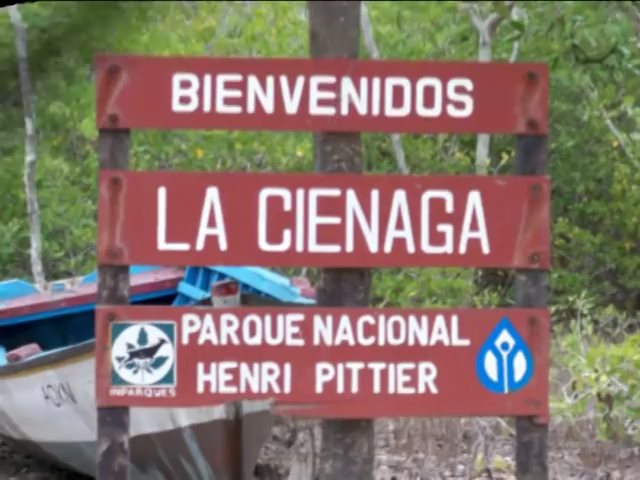 BIENVENIDOS
LA CIENAGA
PARQUE NACIONAL
HENRI PITTIER
INPARQUES